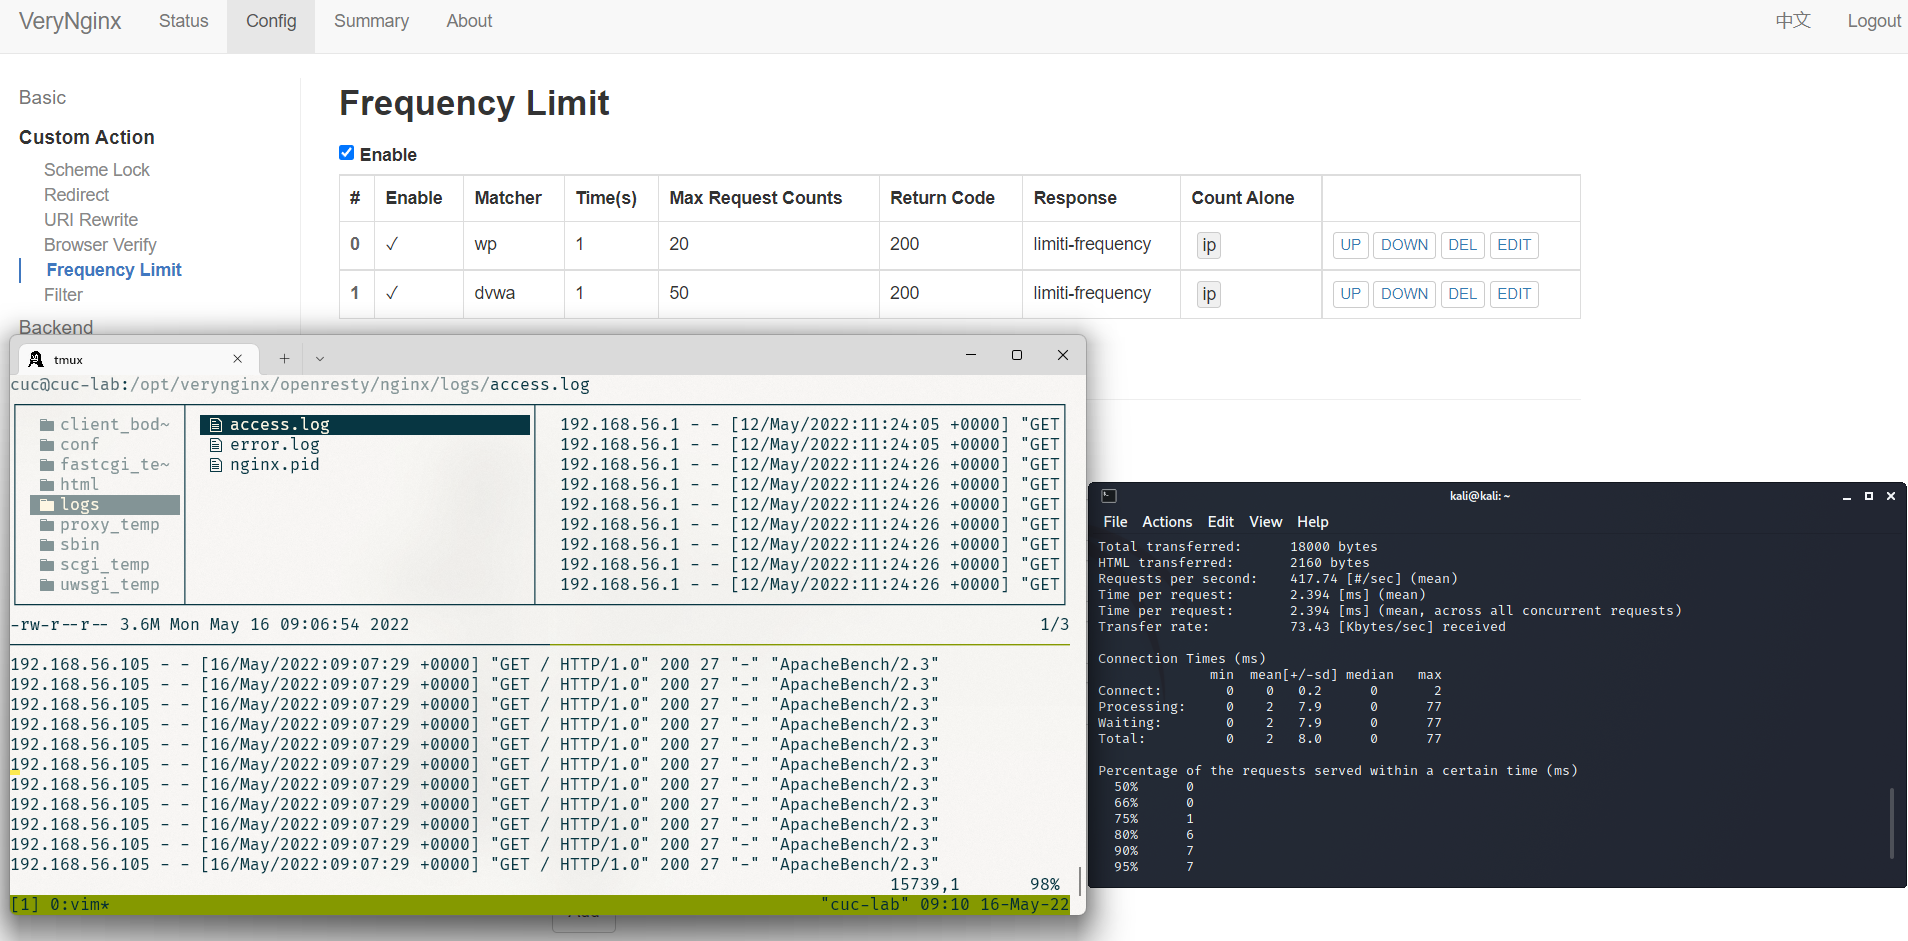 VeryNginx Status Config Summary About 中文 Logout
Basic
Custom Action
Scheme Lock
Redirect
URI Rewrite
Browser Verify
Frequency Limit
Filter
Backend
Frequency Limit
Enable
# Enable Matcher Time(s) Max Request Counts Return Code Response Count Alone
0 ✓ wp 1 20 200 limiti-frequency ip UP DOWN DEL EDIT
1 ✓ dvwa 1 50 200 limiti-frequency ip UP DOWN DEL EDIT
tmux
cuc@cuc-lab:/opt/verynginx/openresty/nginx/logs/access.log
client_bod~ access.log 192.168.56.1 - - [12/May/2022:11:24:05 +0000] "GET
conf error.log 192.168.56.1 - - [12/May/2022:11:24:05 +0000] "GET
fastcgi_te~ nginx.pid 192.168.56.1 - - [12/May/2022:11:24:26 +0000] "GET
html 192.168.56.1 - - [12/May/2022:11:24:26 +0000] "GET
logs 192.168.56.1 - - [12/May/2022:11:24:26 +0000] "GET
proxy_temp 192.168.56.1 - - [12/May/2022:11:24:26 +0000] "GET
sbin 192.168.56.1 - - [12/May/2022:11:24:26 +0000] "GET
scgi_temp 192.168.56.1 - - [12/May/2022:11:24:26 +0000] "GET
uwsgi_temp 192.168.56.1 - - [12/May/2022:11:24:26 +0000] "GET
-rw-r--r-- 3.6M Mon May 16 09:06:54 2022 1/3
192.168.56.105 - - [16/May/2022:09:07:29 +0000] "GET / HTTP/1.0" 200 27 "-" "ApacheBench/2.3"
192.168.56.105 - - [16/May/2022:09:07:29 +0000] "GET / HTTP/1.0" 200 27 "-" "ApacheBench/2.3"
192.168.56.105 - - [16/May/2022:09:07:29 +0000] "GET / HTTP/1.0" 200 27 "-" "ApacheBench/2.3"
192.168.56.105 - - [16/May/2022:09:07:29 +0000] "GET / HTTP/1.0" 200 27 "-" "ApacheBench/2.3"
192.168.56.105 - - [16/May/2022:09:07:29 +0000] "GET / HTTP/1.0" 200 27 "-" "ApacheBench/2.3"
192.168.56.105 - - [16/May/2022:09:07:29 +0000] "GET / HTTP/1.0" 200 27 "-" "ApacheBench/2.3"
192.168.56.105 - - [16/May/2022:09:07:29 +0000] "GET / HTTP/1.0" 200 27 "-" "ApacheBench/2.3"
192.168.56.105 - - [16/May/2022:09:07:29 +0000] "GET / HTTP/1.0" 200 27 "-" "ApacheBench/2.3"
192.168.56.105 - - [16/May/2022:09:07:29 +0000] "GET / HTTP/1.0" 200 27 "-" "ApacheBench/2.3"
192.168.56.105 - - [16/May/2022:09:07:29 +0000] "GET / HTTP/1.0" 200 27 "-" "ApacheBench/2.3"
192.168.56.105 - - [16/May/2022:09:07:29 +0000] "GET / HTTP/1.0" 200 27 "-" "ApacheBench/2.3"
15739,1 98%
[1] 0:vim* "cuc-lab" 09:10 16-May-22
kali@kali: ~
File Actions Edit View Help
Total transferred: 18000 bytes
HTML transferred: 2160 bytes
Requests per second: 417.74 [#/sec] (mean)
Time per request: 2.394 [ms] (mean)
Time per request: 2.394 [ms] (mean, across all concurrent requests)
Transfer rate: 73.43 [Kbytes/sec] received
Connection Times (ms)
min mean[+/-sd] median max
Connect: 0 0 0.2 0 2
Processing: 0 2 7.9 0 77
Waiting: 0 2 7.9 0 77
Total: 0 2 8.0 0 77
Percentage of the requests served within a certain time (ms)
50% 0
66% 0
75% 1
80% 6
90% 7
95% 7